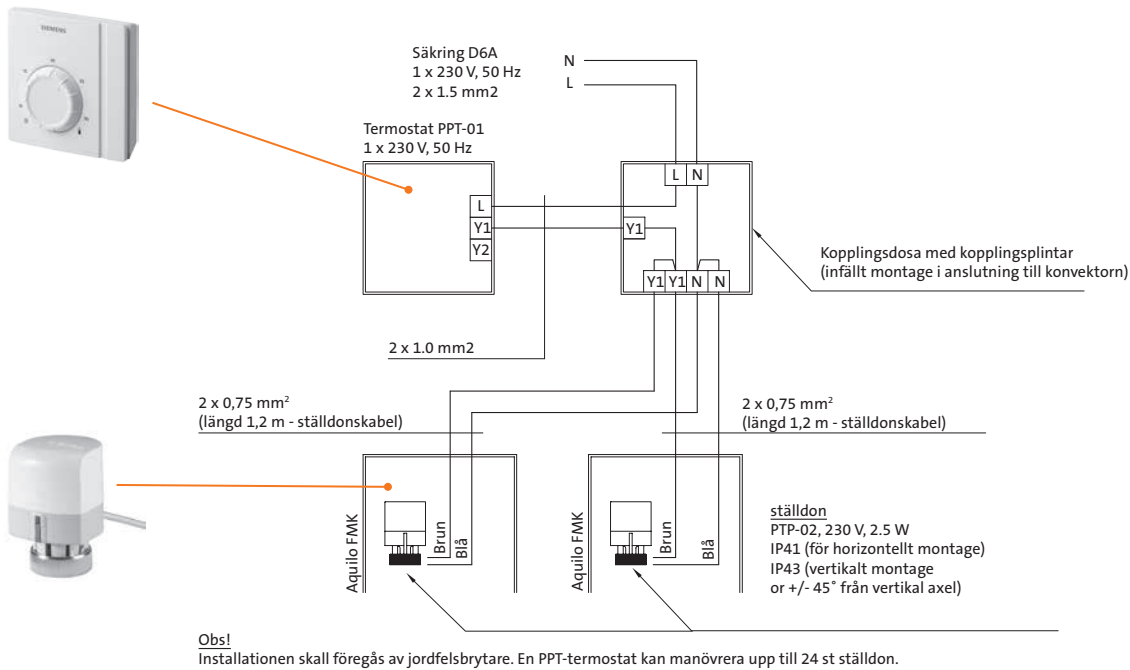 SIEMENS
Säkring D6A
1 x 230 V, 50 Hz
2 x 1.5 mm2
N
L
Termostat PPT-01
1 x 230 V, 50 Hz
L
Y1
Y2
L N
Y1
Y1 Y1 N N
Kopplingsdosa med kopplingsplintar
(infällt montage i anslutning till konvektorn)
2 x 1.0 mm2
2 x 0,75 mm²
(längd 1,2 m - ställdonskabel)
2 x 0,75 mm²
(längd 1,2 m - ställdonskabel)
Aquilo FMK
Brun
Blå
Aquilo FMK
Brun
Blå
ställdon
PTP-02, 230 V, 2.5 W
IP41 (för horizontellt montage)
IP43 (vertikalt montage
or +/- 45˚ från vertikal axel)
Obs!
Installationen skall föregås av jordfelsbrytare. En PPT-termostat kan manövrera upp till 24 st ställdon.